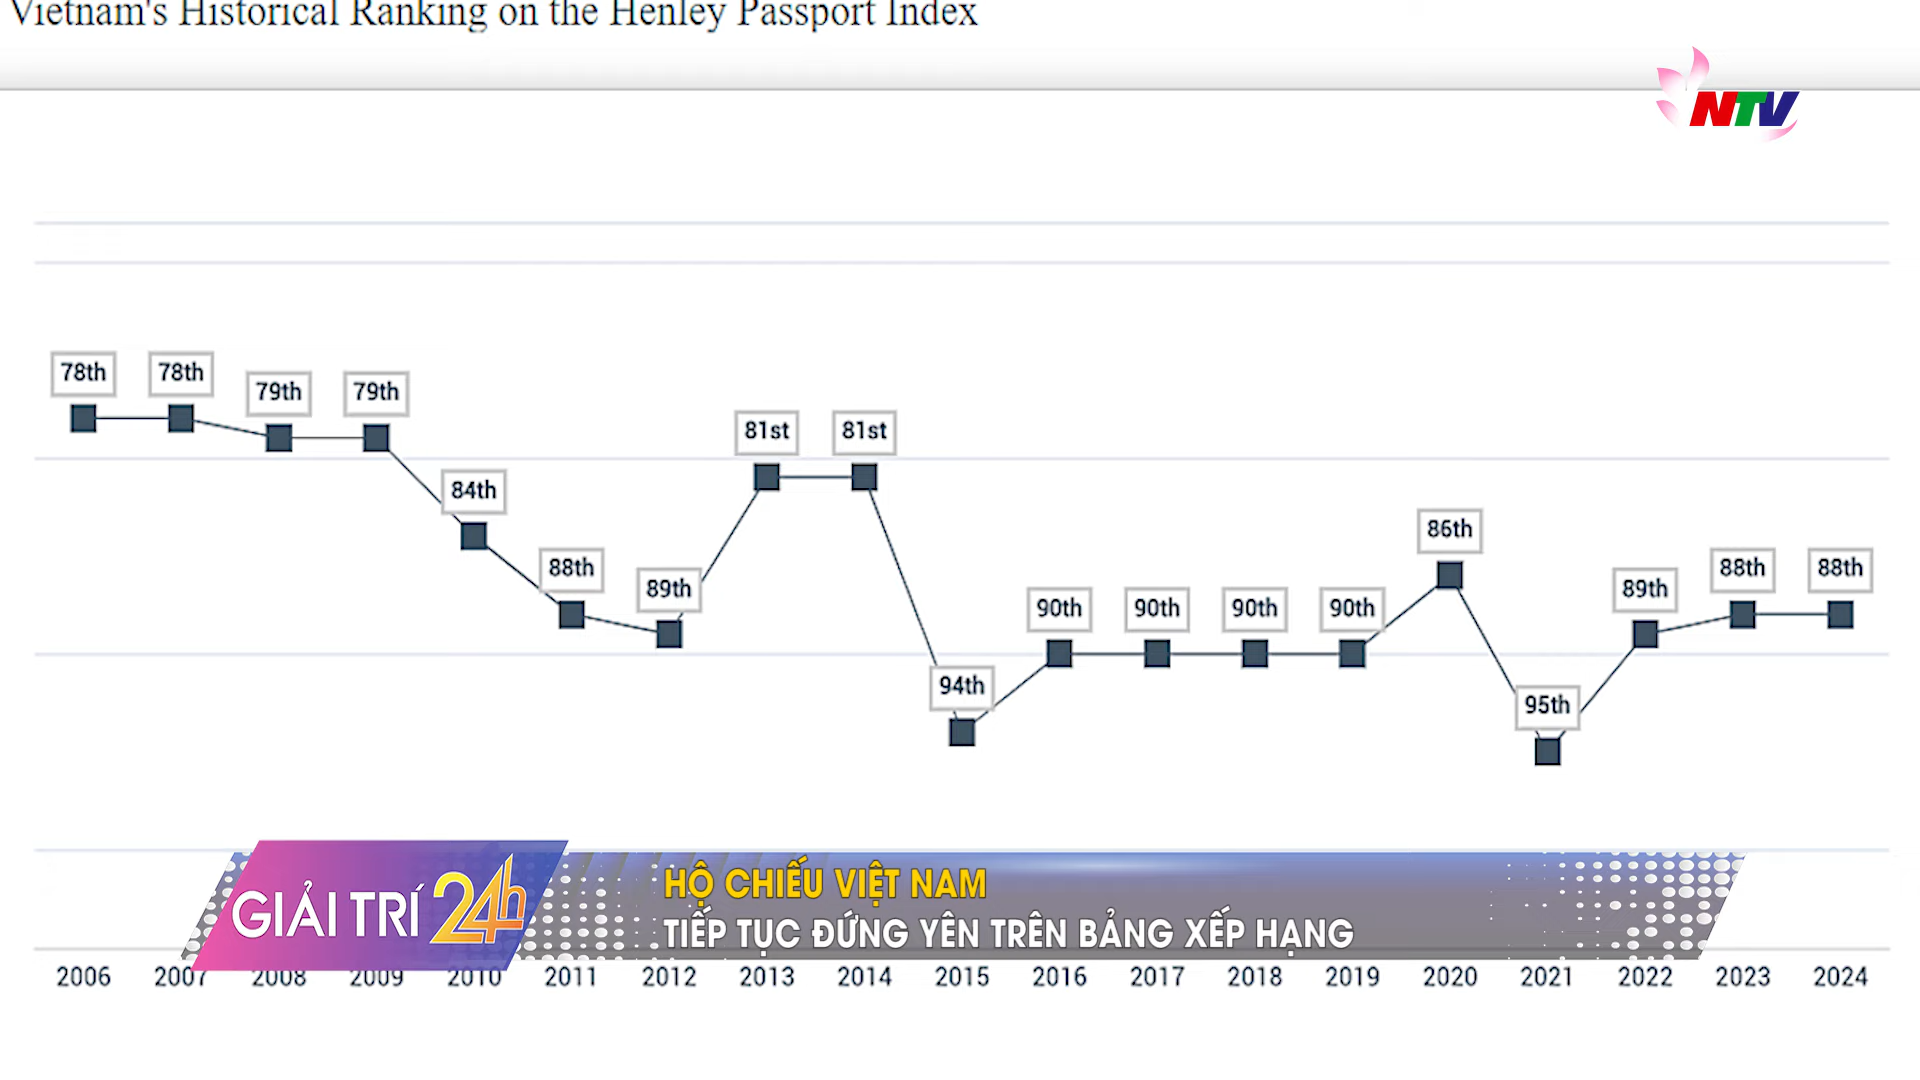 Vietnam's Historical Ranking on the Henley Passport Index
NTV
78th 78th 79th 79th 84th 88th 89th 81st 81st 94th 90th 90th 90th 90th 86th 95th 89th 88th 88th
GIẢI TRÍ 24h
HỘ CHIẾU VIỆT NAM
TIẾP TỤC ĐỨNG YÊN TRÊN BẢNG XẾP HẠNG
2006 2007 2008 2009 2010 2011 2012 2013 2014 2015 2016 2017 2018 2019 2020 2021 2022 2023 2024